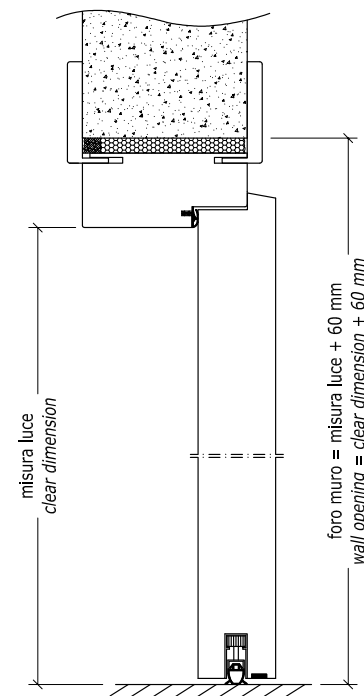 misura luce
clear dimension
foro muro = misura luce + 60 mm
wall opening = clear dimension + 60 mm